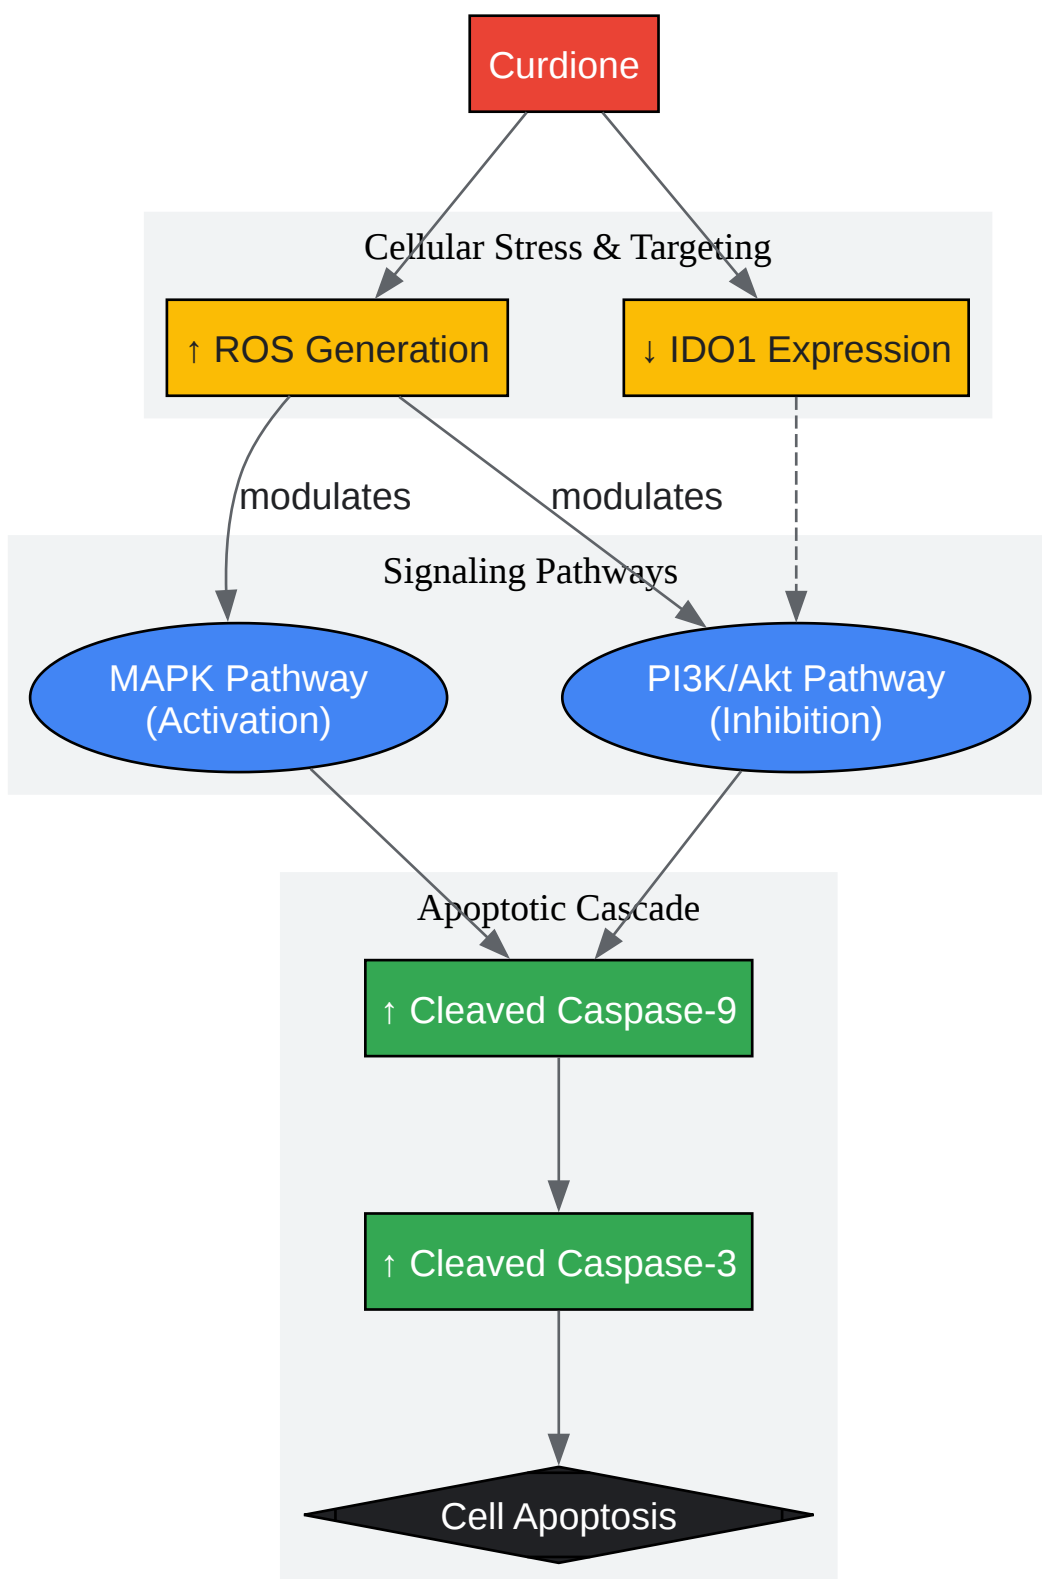 Curdione
Cellular Stress & Targeting
↑ ROS Generation
↓ IDO1 Expression
modulates
modulates
Signaling Pathways
MAPK Pathway
(Activation)
PI3K/Akt Pathway
(Inhibition)
Apoptotic Cascade
↑ Cleaved Caspase-9
↑ Cleaved Caspase-3
Cell Apoptosis